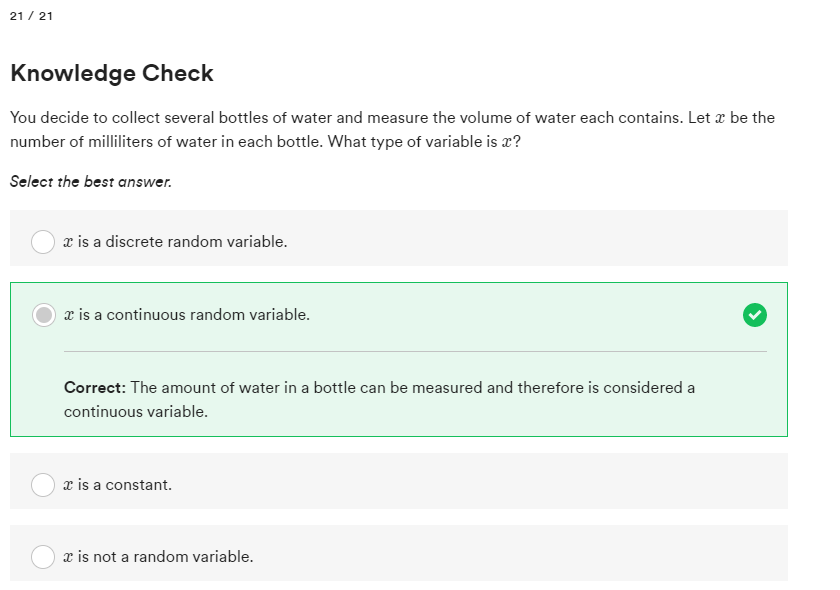 21 / 21
Knowledge Check
You decide to collect several bottles of water and measure the volume of water each contains. Let x be the
number of milliliters of water in each bottle. What type of variable is x?
Select the best answer.
x is a discrete random variable.
x is a continuous random variable.
Correct: The amount of water in a bottle can be measured and therefore is considered a
continuous variable.
x is a constant.
x is not a random variable.